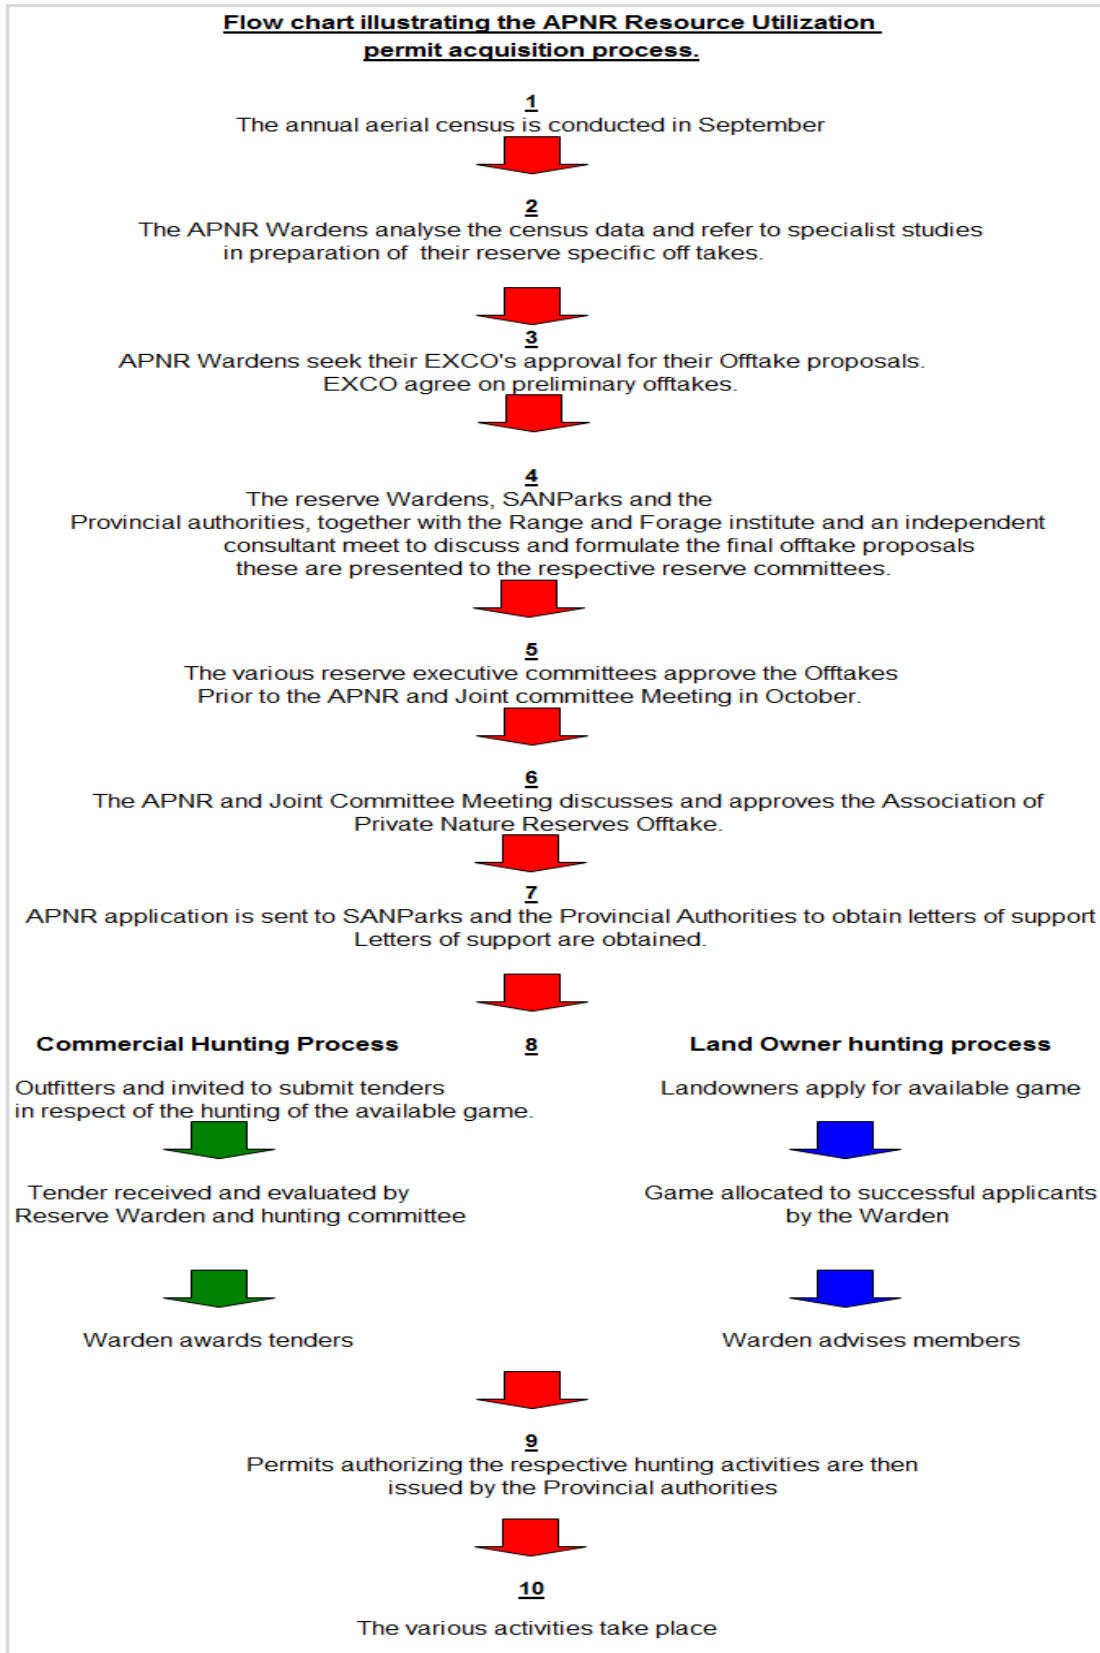 Flow chart illustrating the APNR Resource Utilization
permit acquisition process.
1
The annual aerial census is conducted in September
2
The APNR Wardens analyse the census data and refer to specialist studies
in preparation of their reserve specific off takes.
3
APNR Wardens seek their EXCO's approval for their Offtake proposals.
EXCO agree on preliminary offtakes.
4
The reserve Wardens, SANParks and the
Provincial authorities, together with the Range and Forage institute and an independent
consultant meet to discuss and formulate the final offtake proposals
these are presented to the respective reserve committees.
5
The various reserve executive committees approve the Offtakes
Prior to the APNR and Joint committee Meeting in October.
6
The APNR and Joint Committee Meeting discusses and approves the Association of
Private Nature Reserves Offtake.
7
APNR application is sent to SANParks and the Provincial Authorities to obtain letters of support
Letters of support are obtained.
8
Commercial Hunting Process
Outfitters and invited to submit tenders
in respect of the hunting of the available game.
Tender received and evaluated by
Reserve Warden and hunting committee
Warden awards tenders
Land Owner hunting process
Landowners apply for available game
Game allocated to successful applicants
by the Warden
Warden advises members
9
Permits authorizing the respective hunting activities are then
issued by the Provincial authorities
10
The various activities take place